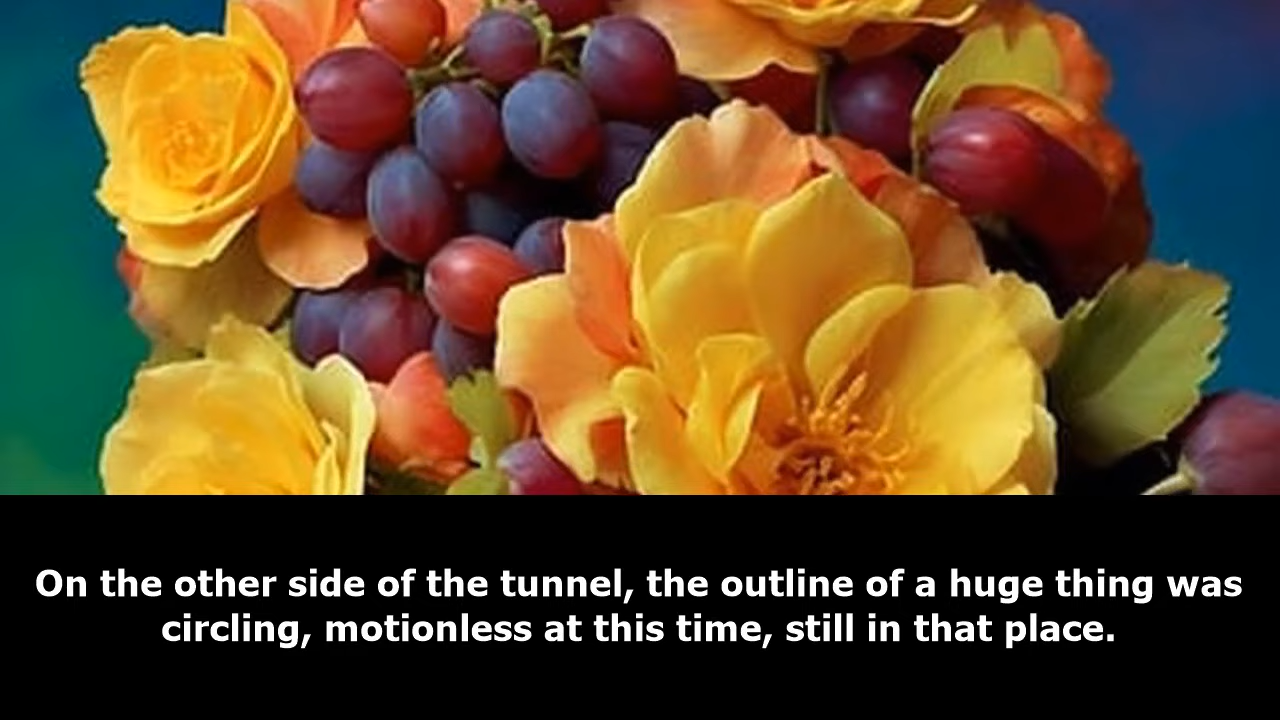 On the other side of the tunnel, the outline of a huge thing was
circling, motionless at this time, still in that place.